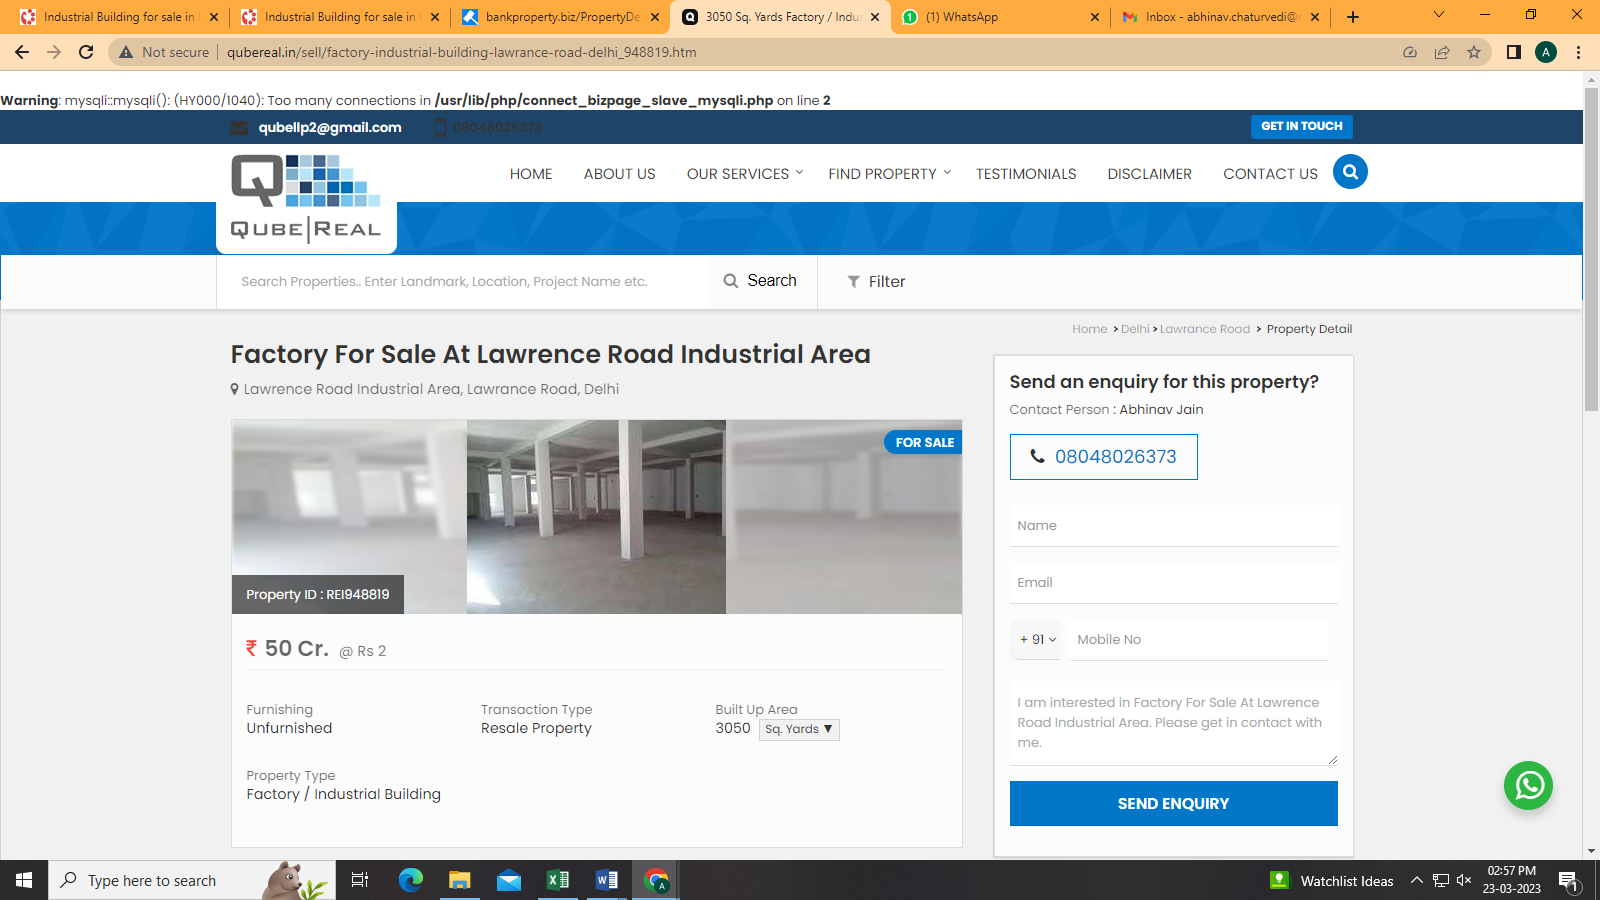 Industrial Building for sale in
Industrial Building for sale in
bankproperty.biz/PropertyDe
3050 Sq. Yards Factory / Indus
(1) WhatsApp
Inbox - abhinav.chaturvedi@
Not secure
qubereal.in/sell/factory-industrial-building-lawrance-road-delhi_948819.htm
A
Warning: mysqli::mysqli(): (HY000/1040): Too many connections in /usr/lib/php/connect_bizpage_slave_mysqli.php on line 2
qubellp2@gmail.com
08048026373
GET IN TOUCH
QUBE|REAL
HOME
ABOUT US
OUR SERVICES
FIND PROPERTY
TESTIMONIALS
DISCLAIMER
CONTACT US
Search Properties.. Enter Landmark, Location, Project Name etc.
Search
Filter
Home > Delhi > Lawrance Road > Property Detail
Factory For Sale At Lawrence Road Industrial Area
Lawrence Road Industrial Area, Lawrance Road, Delhi
FOR SALE
Property ID : REI948819
₹ 50 Cr. @ Rs 2
Furnishing
Unfurnished
Transaction Type
Resale Property
Built Up Area
3050 Sq. Yards ▼
Property Type
Factory / Industrial Building
Send an enquiry for this property?
Contact Person : Abhinav Jain
08048026373
Name
Email
+ 91
Mobile No
I am interested in Factory For Sale At Lawrence
Road Industrial Area. Please get in contact with
me.
SEND ENQUIRY
Type here to search
Watchlist Ideas
02:57 PM
23-03-2023
1